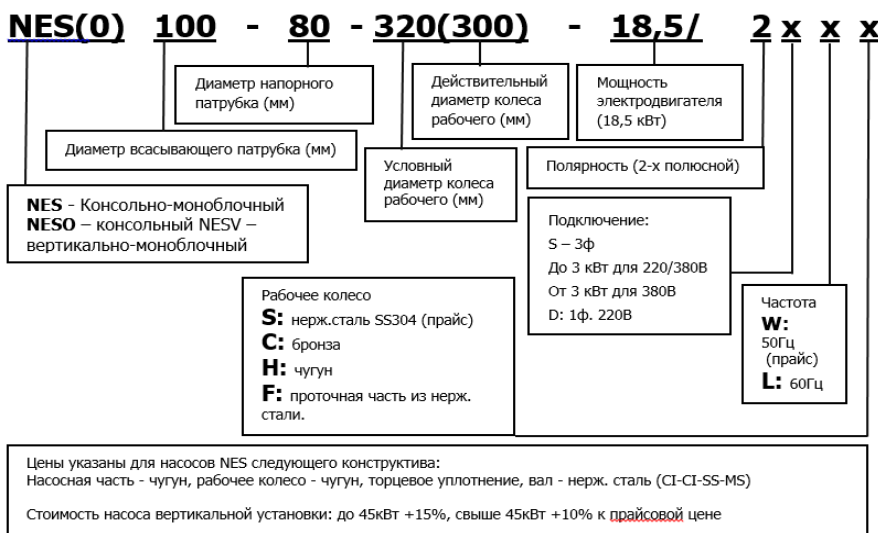 NES(0) 100 - 80 - 320(300) - 18,5/ 2 x x x
Диаметр напорного
патрубка (мм)
Действительный
диаметр колеса
рабочего (мм)
Мощность
электродвигателя
(18,5 кВт)
Диаметр всасывающего патрубка (мм)
Условный
диаметр колеса
рабочего (мм)
Полярность (2-х полюсной)
NES - Консольно-моноблочный
NESO – консольный NESV –
вертикально-моноблочный
Подключение:
S – 3ф
До 3 кВт для 220/380В
От 3 кВт для 380В
D: 1ф. 220В
Рабочее колесо
S: нерж.сталь SS304 (прайс)
C: бронза
H: чугун
F: проточная часть из нерж.
стали.
Частота
W:
50Гц
(прайс)
L: 60Гц
Цены указаны для насосов NES следующего конструктива:
Насосная часть - чугун, рабочее колесо - чугун, торцевое уплотнение, вал - нерж. сталь (CI-CI-SS-MS)
Стоимость насоса вертикальной установки: до 45кВт +15%, свыше 45кВт +10% к прайсовой цене